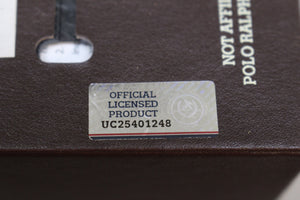 OFFICIAL
LICENSED
PRODUCT
UC25401248
NOT AFFI
POLO RALPH